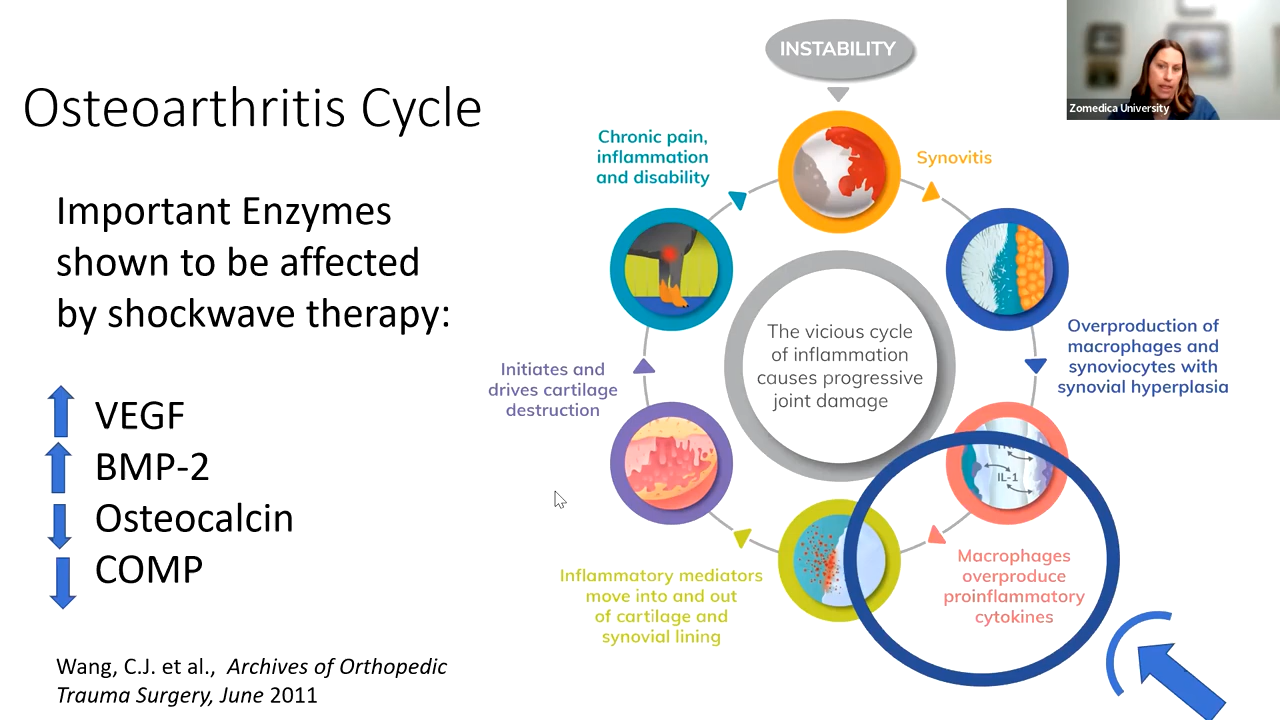 Osteoarthritis Cycle
Important Enzymes
shown to be affected
by shockwave therapy:
VEGF
BMP-2
Osteocalcin
COMP
Wang, C.J. et al., Archives of Orthopedic
Trauma Surgery, June 2011
INSTABILITY
Synovitis
Overproduction of
macrophages and
synoviocytes with
synovial hyperplasia
IL-1
Macrophages
overproduce
proinflammatory
cytokines
Inflammatory mediators
move into and out
of cartilage and
synovial lining
Initiates and
drives cartilage
destruction
Chronic pain,
inflammation
and disability
The vicious cycle
of inflammation
causes progressive
joint damage
Zomedica University